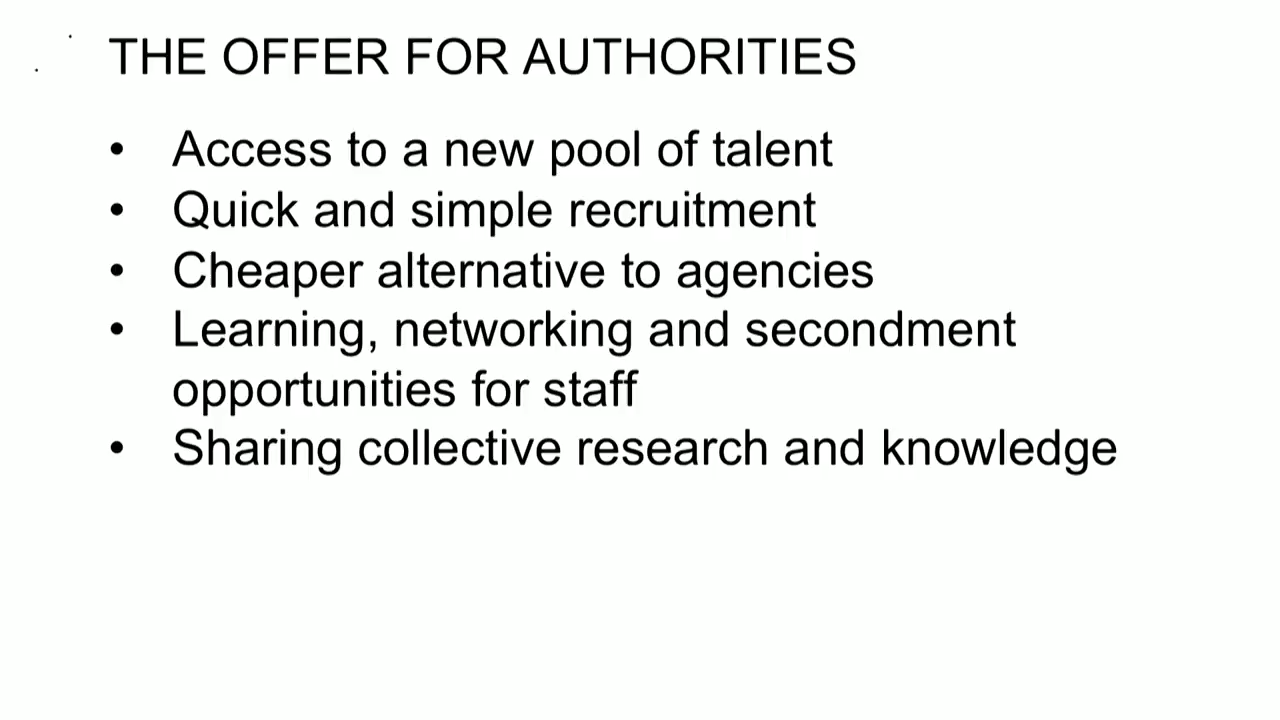 THE OFFER FOR AUTHORITIES
• Access to a new pool of talent
• Quick and simple recruitment
• Cheaper alternative to agencies
• Learning, networking and secondment
opportunities for staff
• Sharing collective research and knowledge